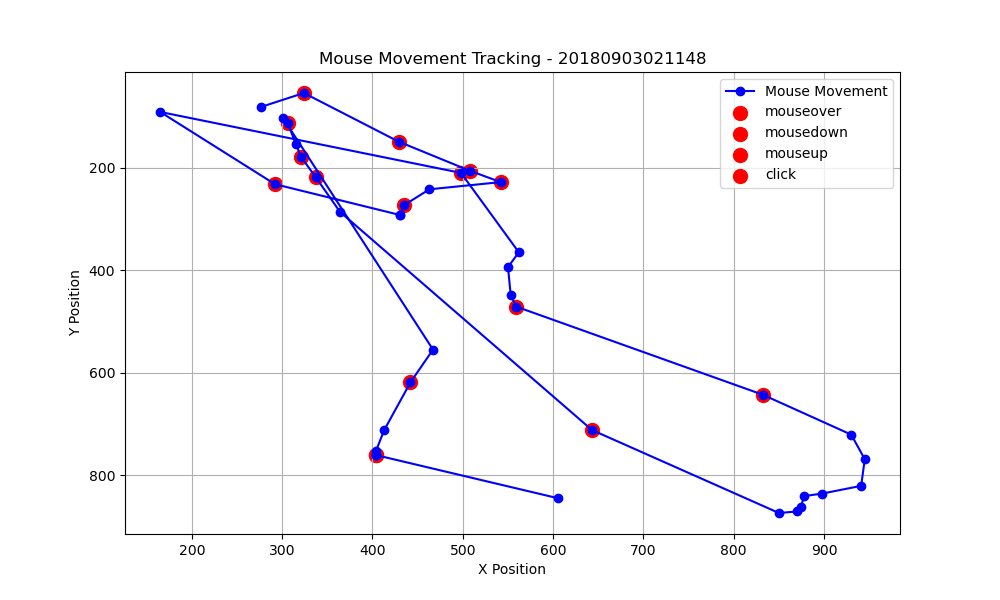 Mouse Movement Tracking - 20180903021148
Mouse Movement
mouseover
mousedown
mouseup
click
Y Position
200
400
600
800
200 300 400 500 600 700 800 900
X Position